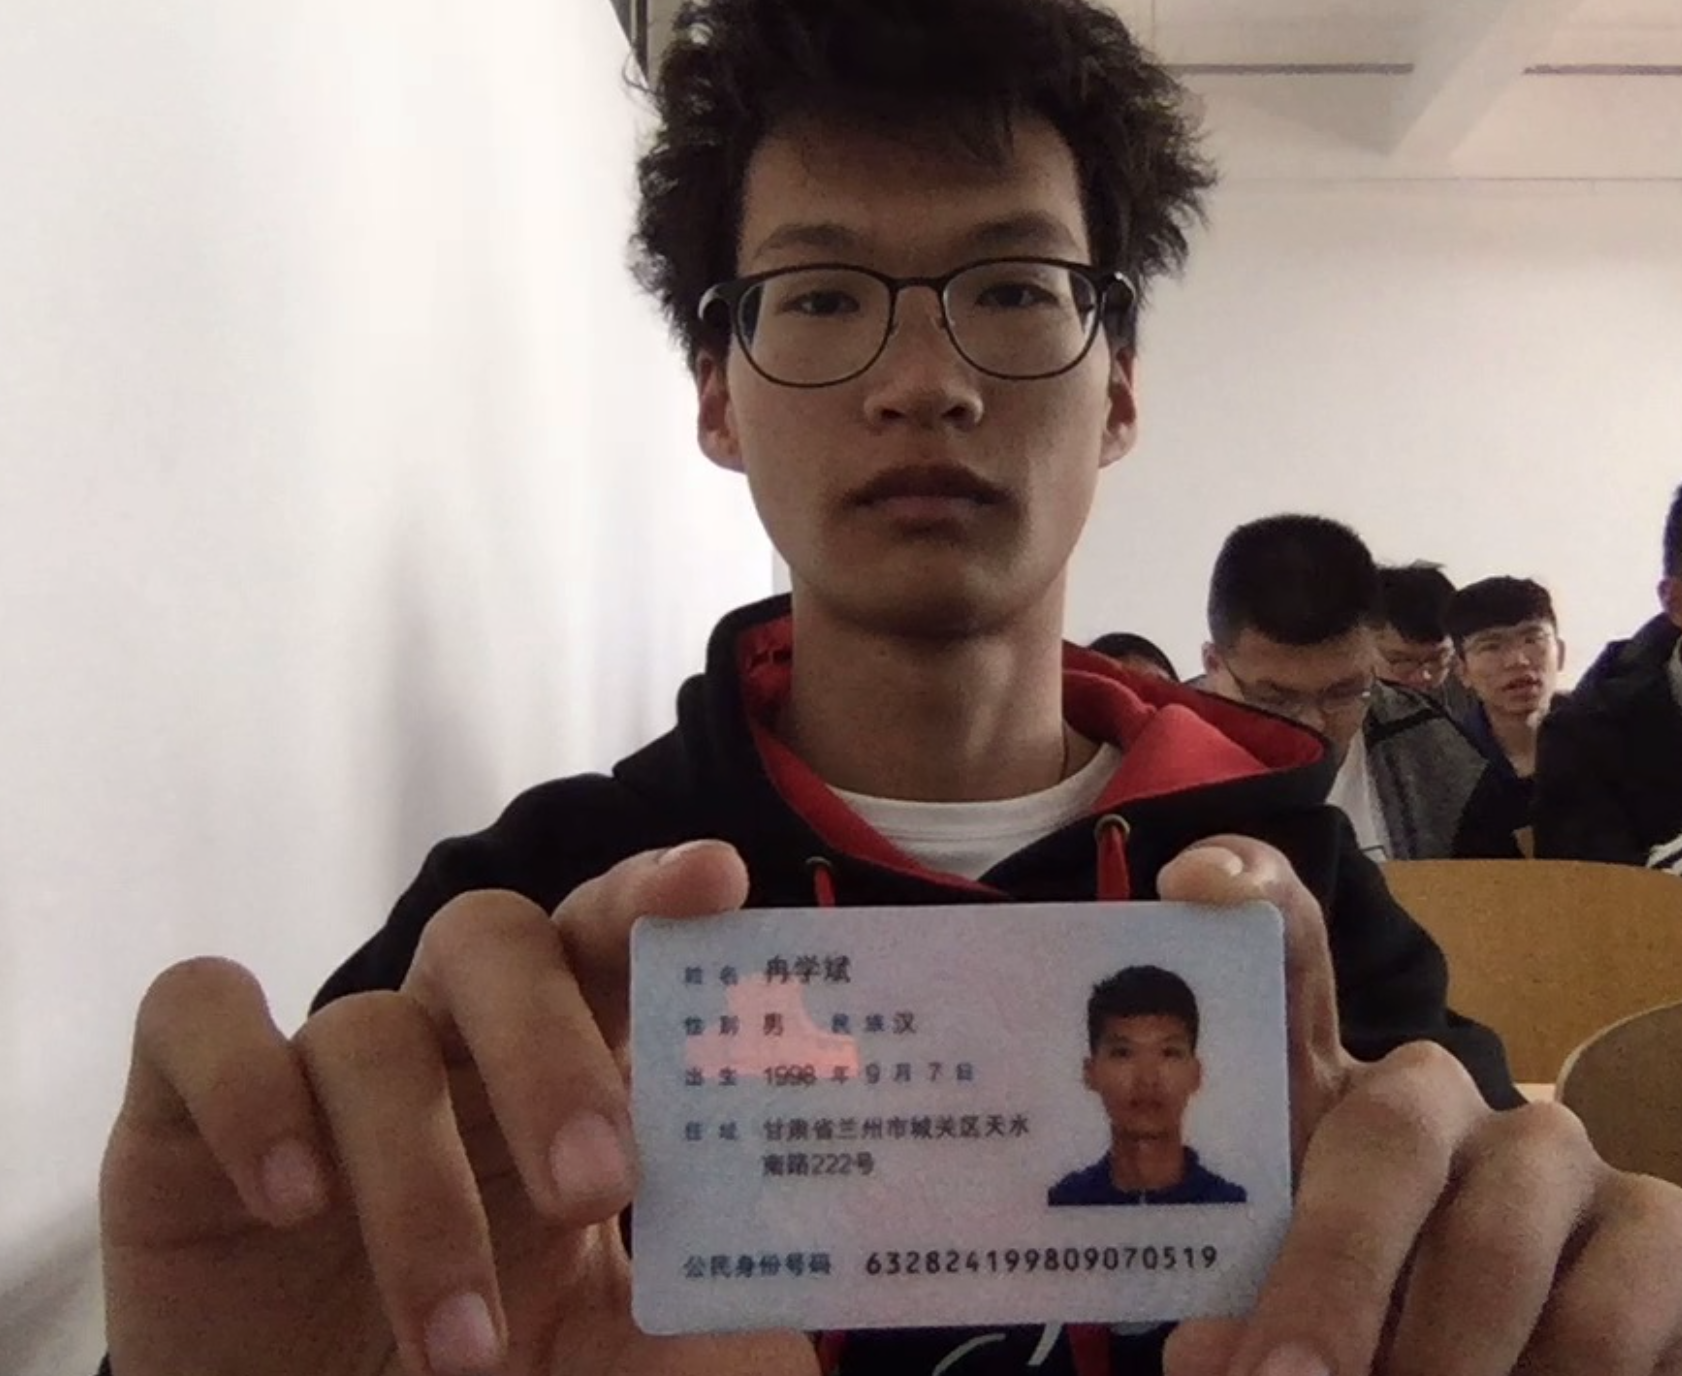 姓名 冉学斌
性别 男 民族 汉
出生 1998 年 9 月 7 日
住址 甘肃省兰州市城关区天水
南路222号
公民身份号码 632824199809070519